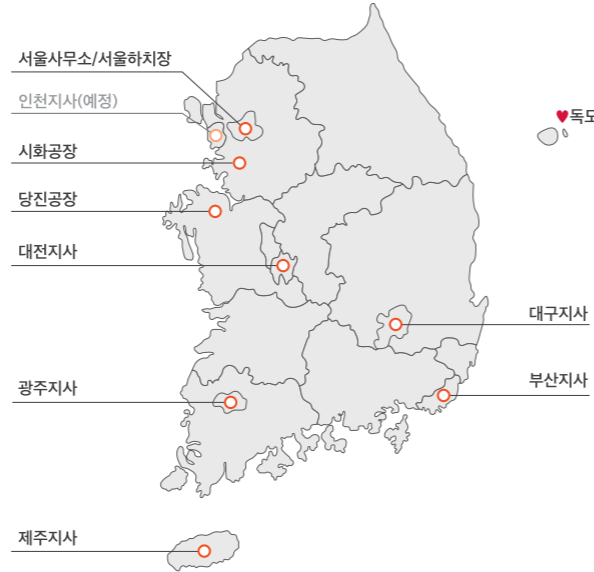 서울사무소/서울하치장
인천지사(예정)
♥독도
시화공장
당진공장
대전지사
대구지사
광주지사
부산지사
제주지사